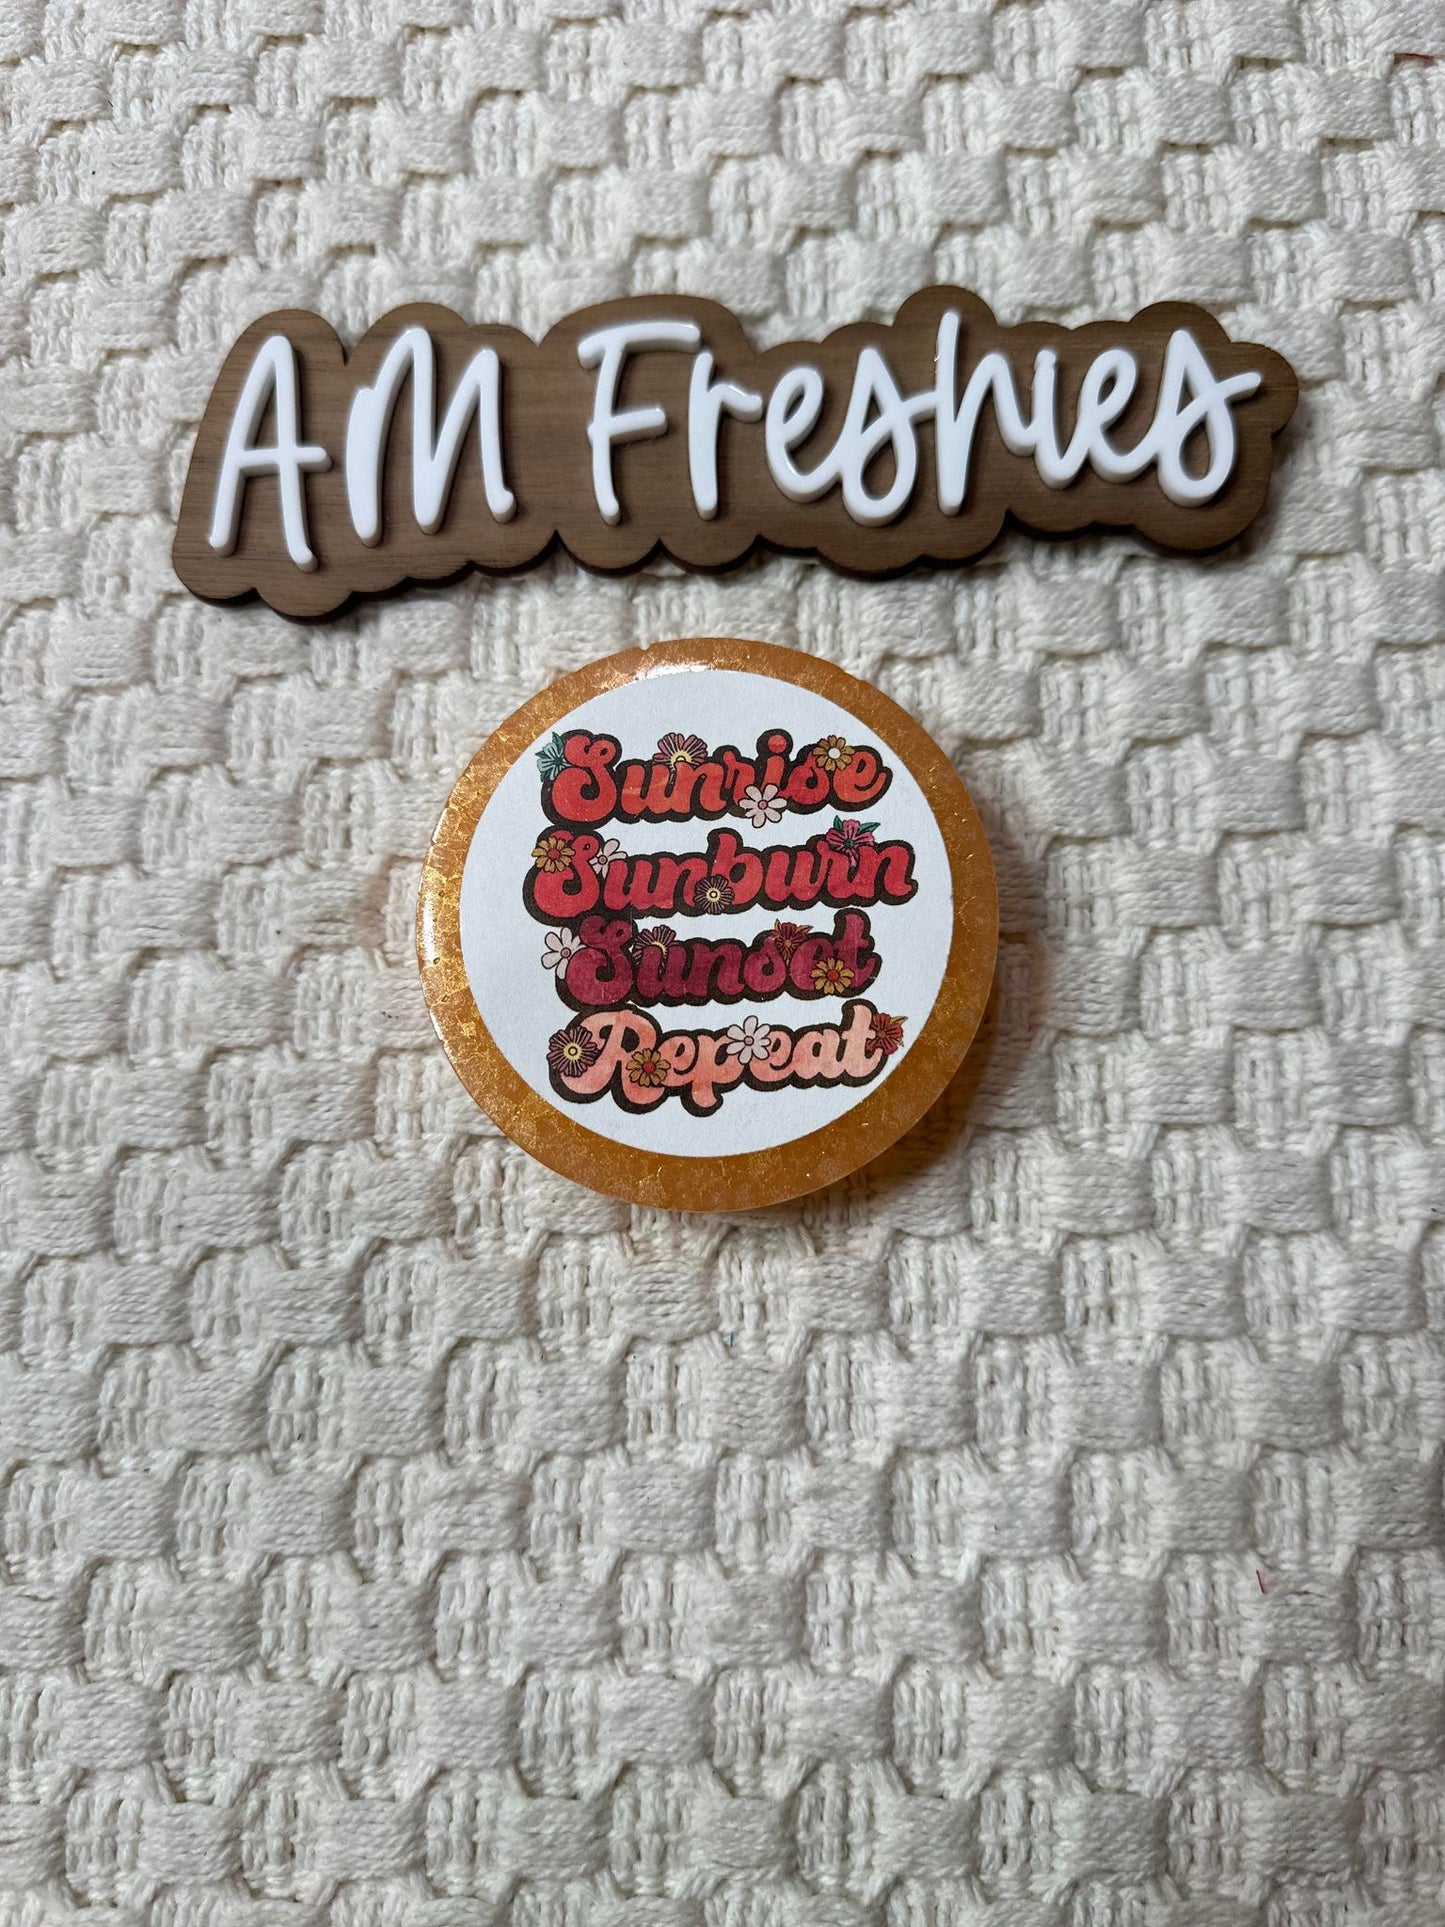 AM Freshies
Sunrise
Sunburn
Sunset
Repeat